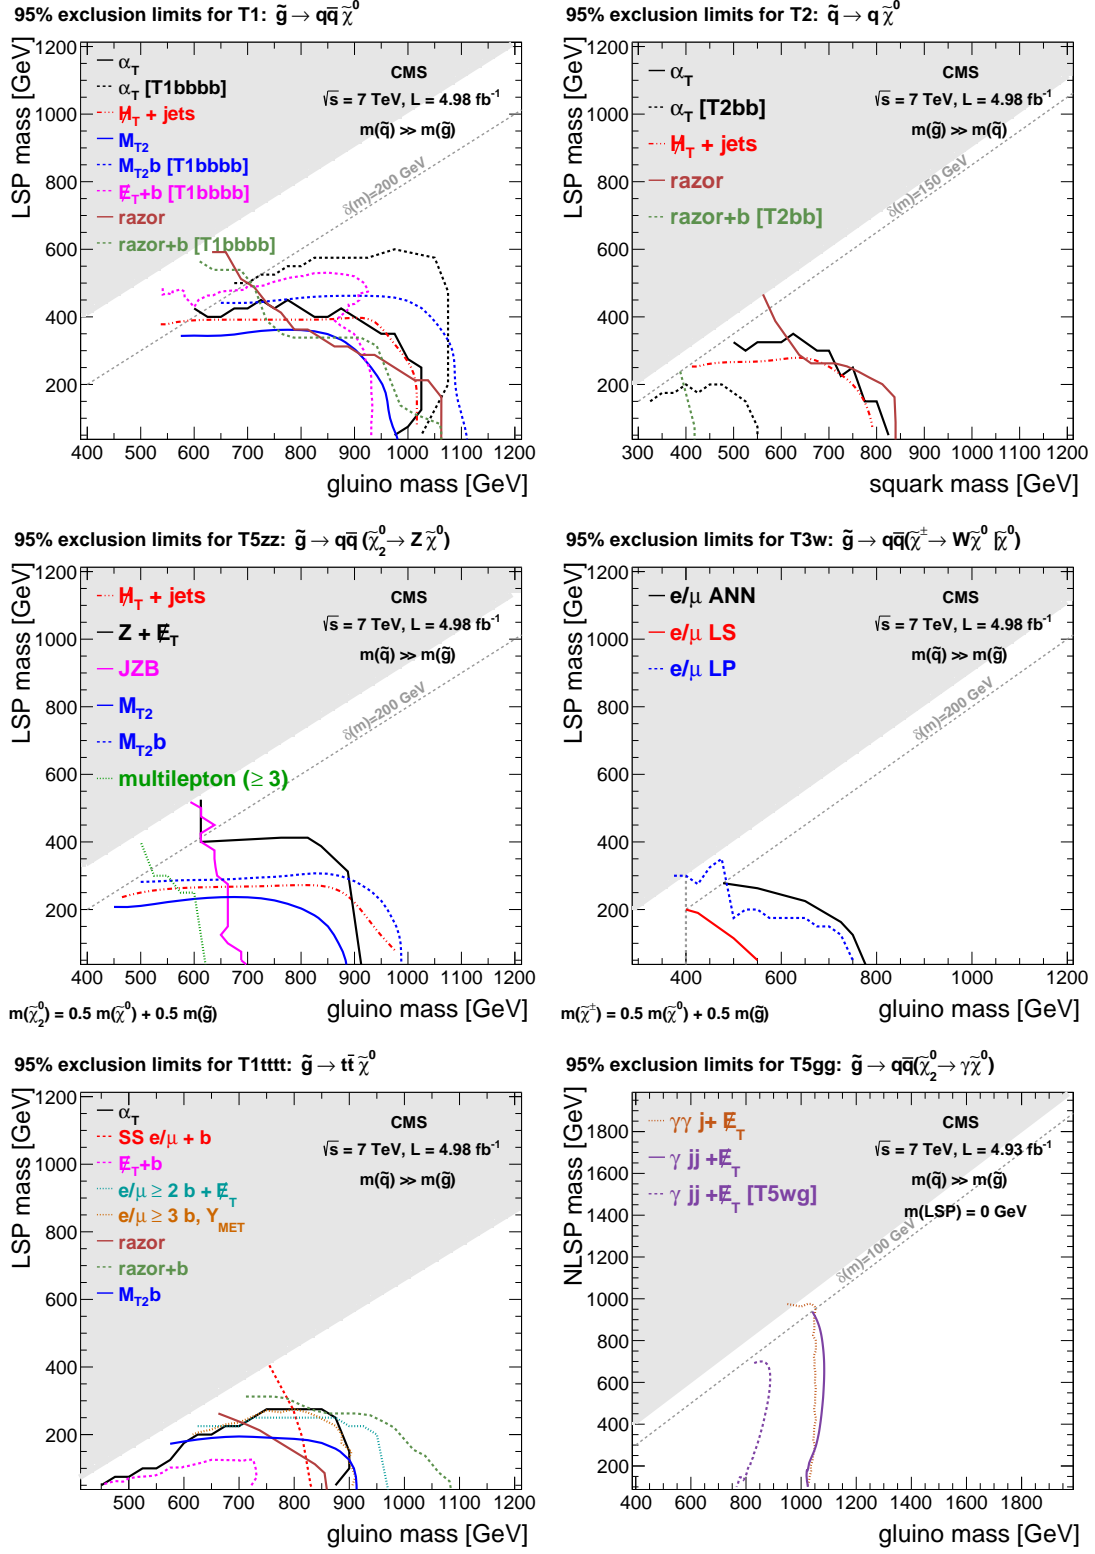 95% exclusion limits for T1: g̃ → qq̄ χ̃⁰
LSP mass [GeV]
1200
1000
800
600
400
200
α_T
α_T [T1bbbb]
H̸_T + jets
M_T2
M_T2b [T1bbbb]
E̸_T+b [T1bbbb]
razor
razor+b [T1bbbb]
CMS
√s = 7 TeV, L = 4.98 fb⁻¹
m(q̃) >> m(g̃)
δ(m)=200 GeV
400 500 600 700 800 900 1000 1100 1200
gluino mass [GeV]
95% exclusion limits for T2: q̃ → q χ̃⁰
LSP mass [GeV]
1200
1000
800
600
400
200
α_T
α_T [T2bb]
H̸_T + jets
razor
razor+b [T2bb]
CMS
√s = 7 TeV, L = 4.98 fb⁻¹
m(g̃) >> m(q̃)
δ(m)=150 GeV
300 400 500 600 700 800 900 1000 1100 1200
squark mass [GeV]
95% exclusion limits for T5zz: g̃ → qq̄ (χ̃₂⁰ → Z χ̃⁰)
LSP mass [GeV]
1200
1000
800
600
400
200
H̸_T + jets
Z + E̸_T
JZB
M_T2
M_T2b
multilepton (≥ 3)
CMS
√s = 7 TeV, L = 4.98 fb⁻¹
m(q̃) >> m(g̃)
δ(m)=200 GeV
400 500 600 700 800 900 1000 1100 1200
gluino mass [GeV]
m(χ̃₂⁰) = 0.5 m(χ̃⁰) + 0.5 m(g̃)
95% exclusion limits for T3w: g̃ → qq̄(χ̃± → Wχ̃⁰ |χ̃⁰)
LSP mass [GeV]
1200
1000
800
600
400
200
e/μ ANN
e/μ LS
e/μ LP
CMS
√s = 7 TeV, L = 4.98 fb⁻¹
m(q̃) >> m(g̃)
δ(m)=200 GeV
400 600 800 1000 1200
gluino mass [GeV]
m(χ̃±) = 0.5 m(χ̃⁰) + 0.5 m(g̃)
95% exclusion limits for T1tttt: g̃ → tt̄ χ̃⁰
LSP mass [GeV]
1200
1000
800
600
400
200
α_T
SS e/μ + b
E̸_T+b
e/μ ≥ 2 b + E̸_T
e/μ ≥ 3 b, Y_MET
razor
razor+b
M_T2b
CMS
√s = 7 TeV, L = 4.98 fb⁻¹
m(q̃) >> m(g̃)
500 600 700 800 900 1000 1100 1200
gluino mass [GeV]
95% exclusion limits for T5gg: g̃ → qq̄(χ̃₂⁰ → γχ̃⁰)
NLSP mass [GeV]
1800
1600
1400
1200
1000
800
600
400
200
γγ j+ E̸_T
γ jj +E̸_T
γ jj +E̸_T [T5wg]
CMS
√s = 7 TeV, L = 4.93 fb⁻¹
m(q̃) >> m(g̃)
m(LSP) = 0 GeV
δ(m)=100 GeV
400 600 800 1000 1200 1400 1600 1800
gluino mass [GeV]